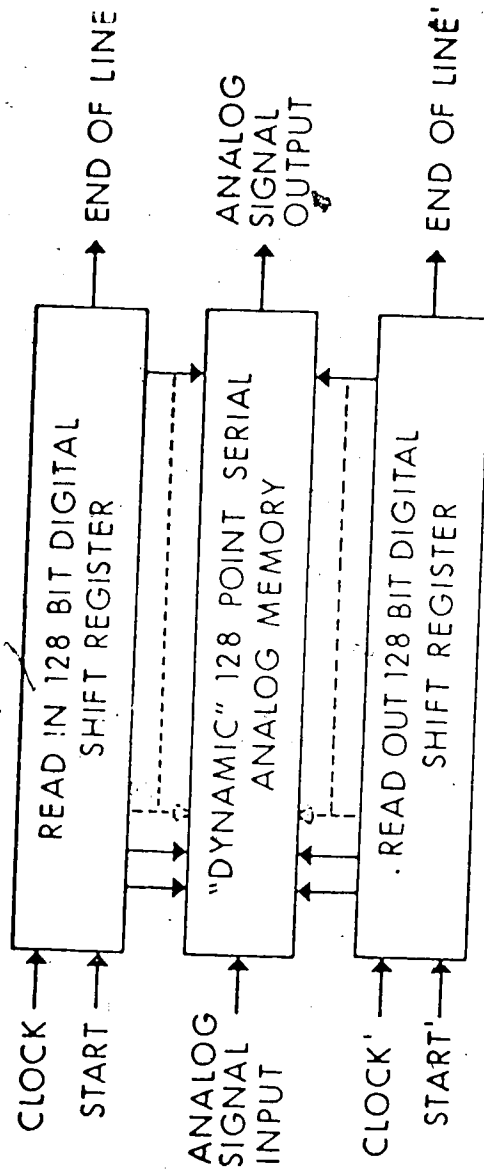 CLOCK
START
READ IN 128 BIT DIGITAL
SHIFT REGISTER
END OF LINE
ANALOG
SIGNAL
INPUT
"DYNAMIC" 128 POINT SERIAL
ANALOG MEMORY
ANALOG
SIGNAL
OUTPUT
CLOCK'
START'
READ OUT 128 BIT DIGITAL
SHIFT REGISTER
END OF LINE'